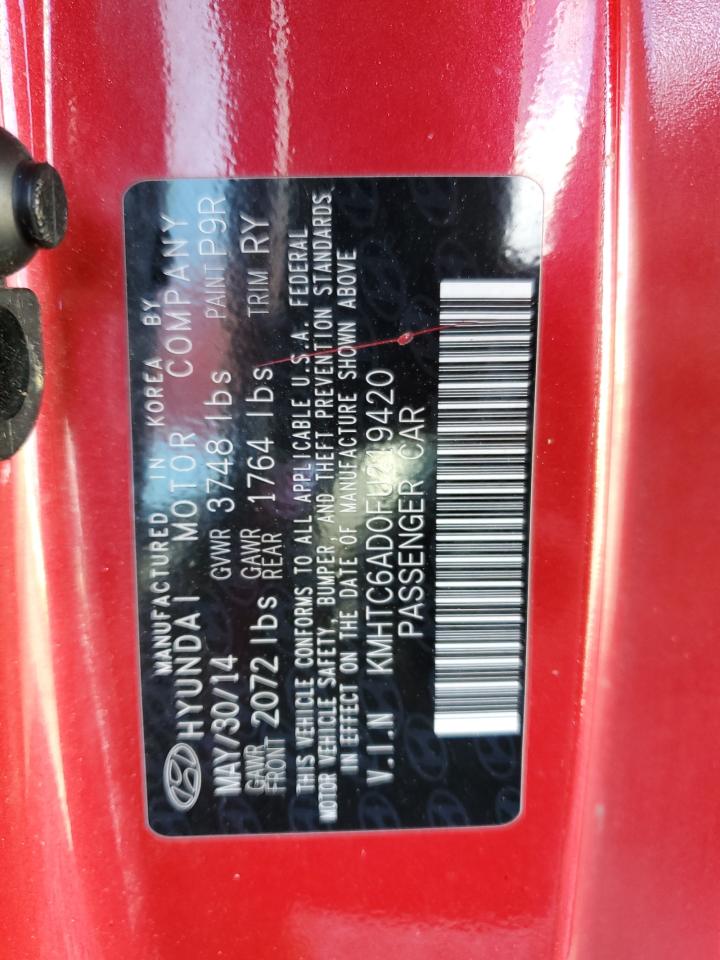 MANUFACTURED IN KOREA BY
HYUNDAI MOTOR COMPANY
MAY/30/14 GVWR 3748 lbs PAINT P9R
GAWR FRONT 2072 lbs GAWR REAR 1764 lbs TRIM RY
THIS VEHICLE CONFORMS TO ALL APPLICABLE U.S.A. FEDERAL
MOTOR VEHICLE SAFETY, BUMPER, AND THEFT PREVENTION STANDARDS
IN EFFECT ON THE DATE OF MANUFACTURE SHOWN ABOVE
V.I.N KMHTC6AD0FU219420
PASSENGER CAR